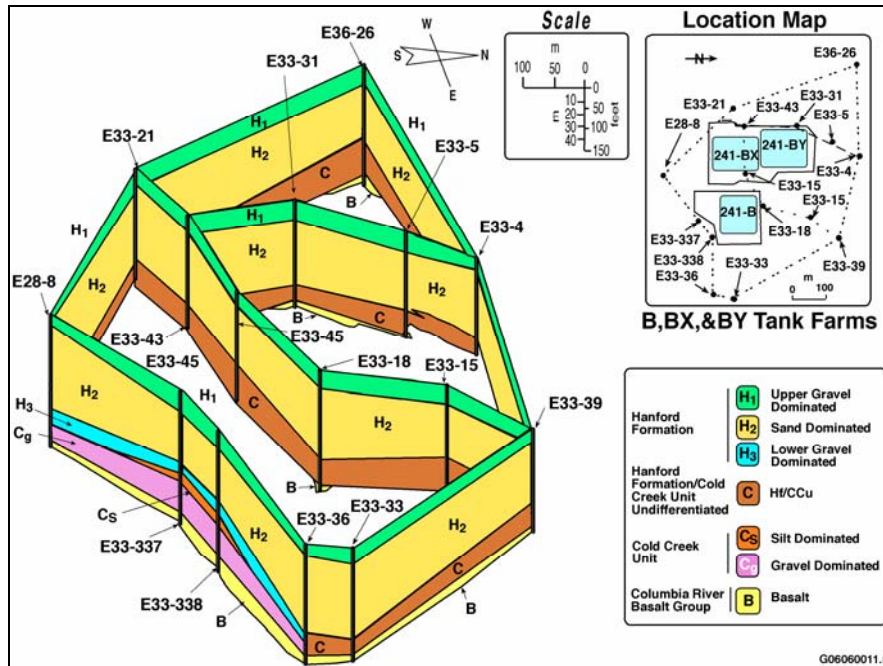 Scale
m
100 50 0
0
10
20
30
40
m
0
50
100
150
feet
W
S
N
E
Location Map
N
E36-26
E33-21
E33-43
E33-31
E33-5
E28-8
241-BX
241-BY
E33-4
E33-15
E33-15
241-B
E33-18
E33-337
E33-338
E33-36
E33-33
E33-39
m
0 100
B,BX,&BY Tank Farms
E36-26
E33-31
E33-21
E33-5
E33-4
E28-8
E33-43
E33-45
E33-45
E33-18
E33-15
E33-39
E33-36
E33-33
E33-337
E33-338
H1
H1
H1
H1
H1
H2
H2
H2
H2
H2
H2
H2
H2
H2
H2
H3
Cg
CS
C
C
C
C
C
C
B
B
B
B
B
Hanford
Formation
H1 Upper Gravel
Dominated
H2 Sand Dominated
H3 Lower Gravel
Dominated
Hanford
Formation/Cold
Creek Unit
Undifferentiated
C Hf/CCu
Cold Creek
Unit
CS Silt Dominated
Cg Gravel Dominated
Columbia River
Basalt Group
B Basalt
G06060011.